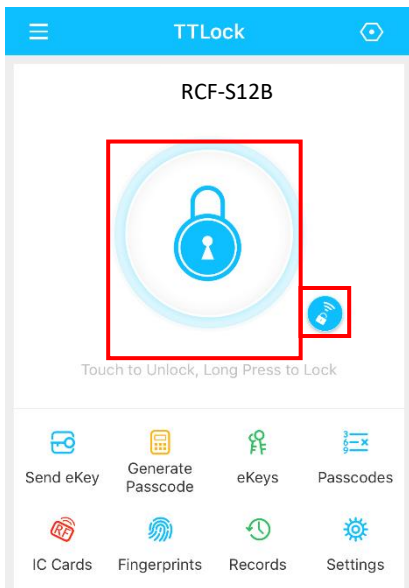 TTLock
RCF-S12B
Touch to Unlock, Long Press to Lock
Send eKey
Generate
Passcode
eKeys
Passcodes
IC Cards
Fingerprints
Records
Settings